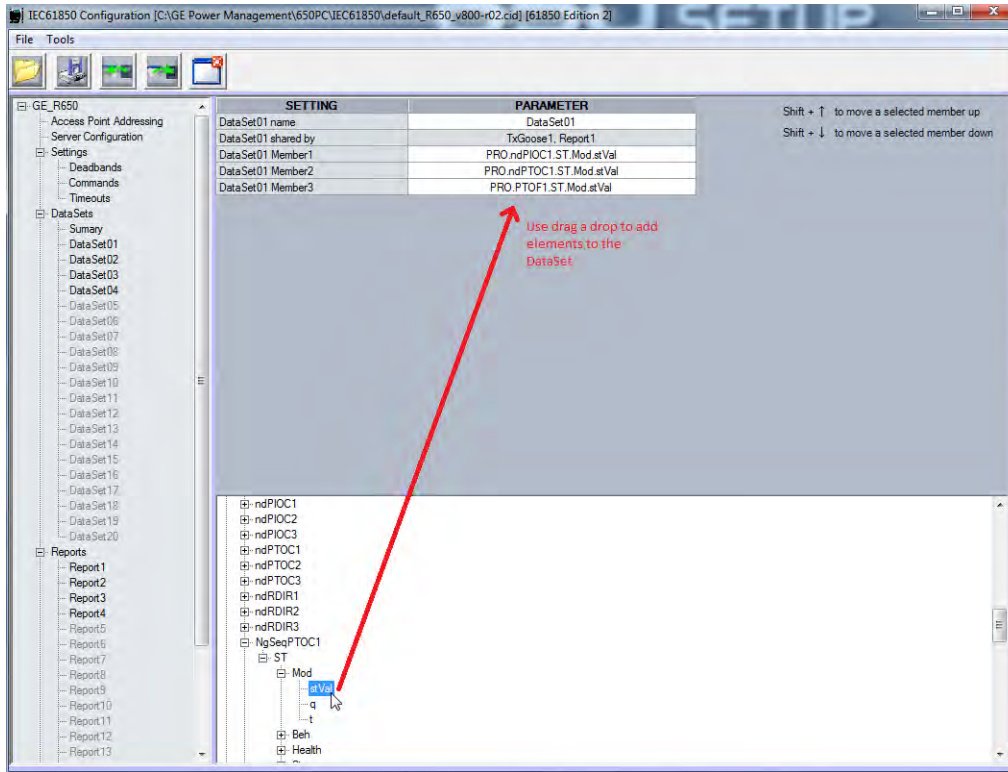 IEC61850 Configuration [C:\GE Power Management\650PC\IEC61850\default_R650_v800-r02.cid] [61850 Edition 2]
SETUP
File Tools
GE_R650
Access Point Addressing
Server Configuration
Settings
Deadbands
Commands
Timeouts
DataSets
Sumary
DataSet01
DataSet02
DataSet03
DataSet04
DataSet05
DataSet06
DataSet07
DataSet08
DataSet09
DataSet10
DataSet11
DataSet12
DataSet13
DataSet14
DataSet15
DataSet16
DataSet17
DataSet18
DataSet19
DataSet20
Reports
Report1
Report2
Report3
Report4
Report5
Report6
Report7
Report8
Report9
Report10
Report11
Report12
Report13
SETTING PARAMETER
DataSet01 name DataSet01
DataSet01 shared by TxGoose1, Report1
DataSet01 Member1 PRO.ndPIOC1.ST.Mod.stVal
DataSet01 Member2 PRO.ndPTOC1.ST.Mod.stVal
DataSet01 Member3 PRO.PTOF1.ST.Mod.stVal
Shift + ↑ to move a selected member up
Shift + ↓ to move a selected member down
Use drag a drop to add
elements to the
DataSet
ndPIOC1
ndPIOC2
ndPIOC3
ndPTOC1
ndPTOC2
ndPTOC3
ndRDIR1
ndRDIR2
ndRDIR3
NgSeqPTOC1
ST
Mod
stVal
q
t
Beh
Health